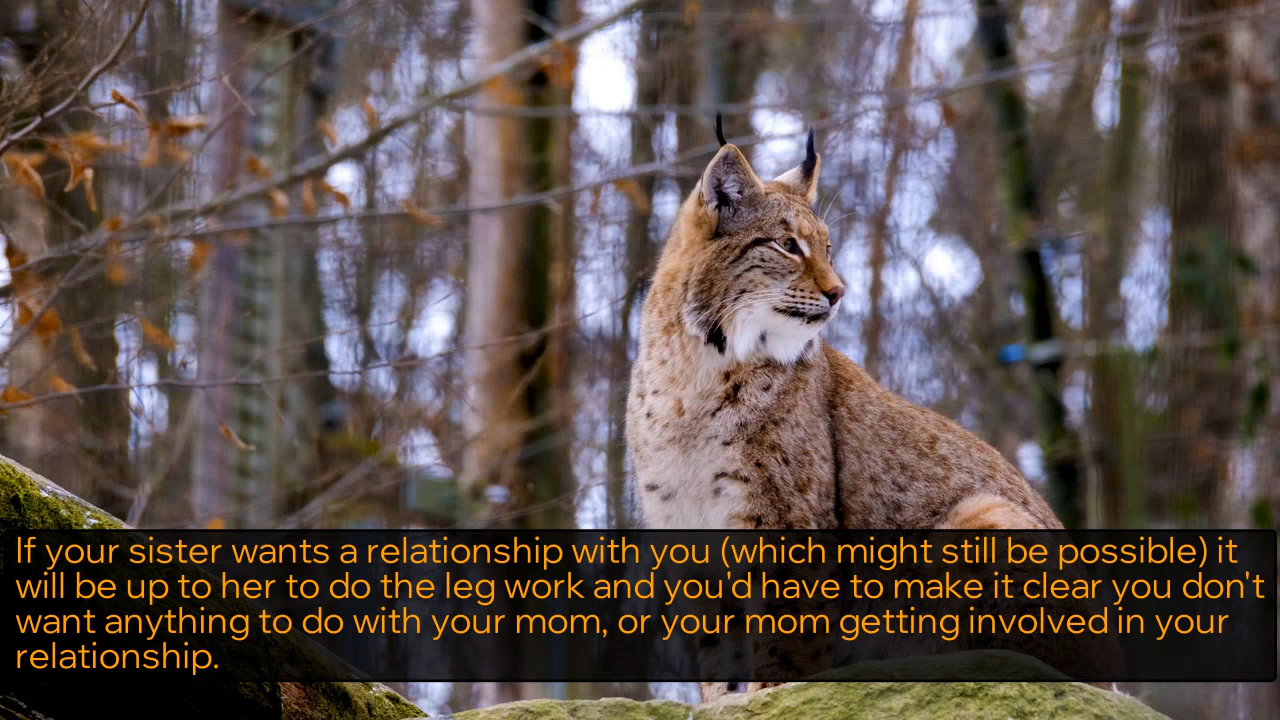 If your sister wants a relationship with you (which might still be possible) it
will be up to her to do the leg work and you'd have to make it clear you don't
want anything to do with your mom, or your mom getting involved in your
relationship.